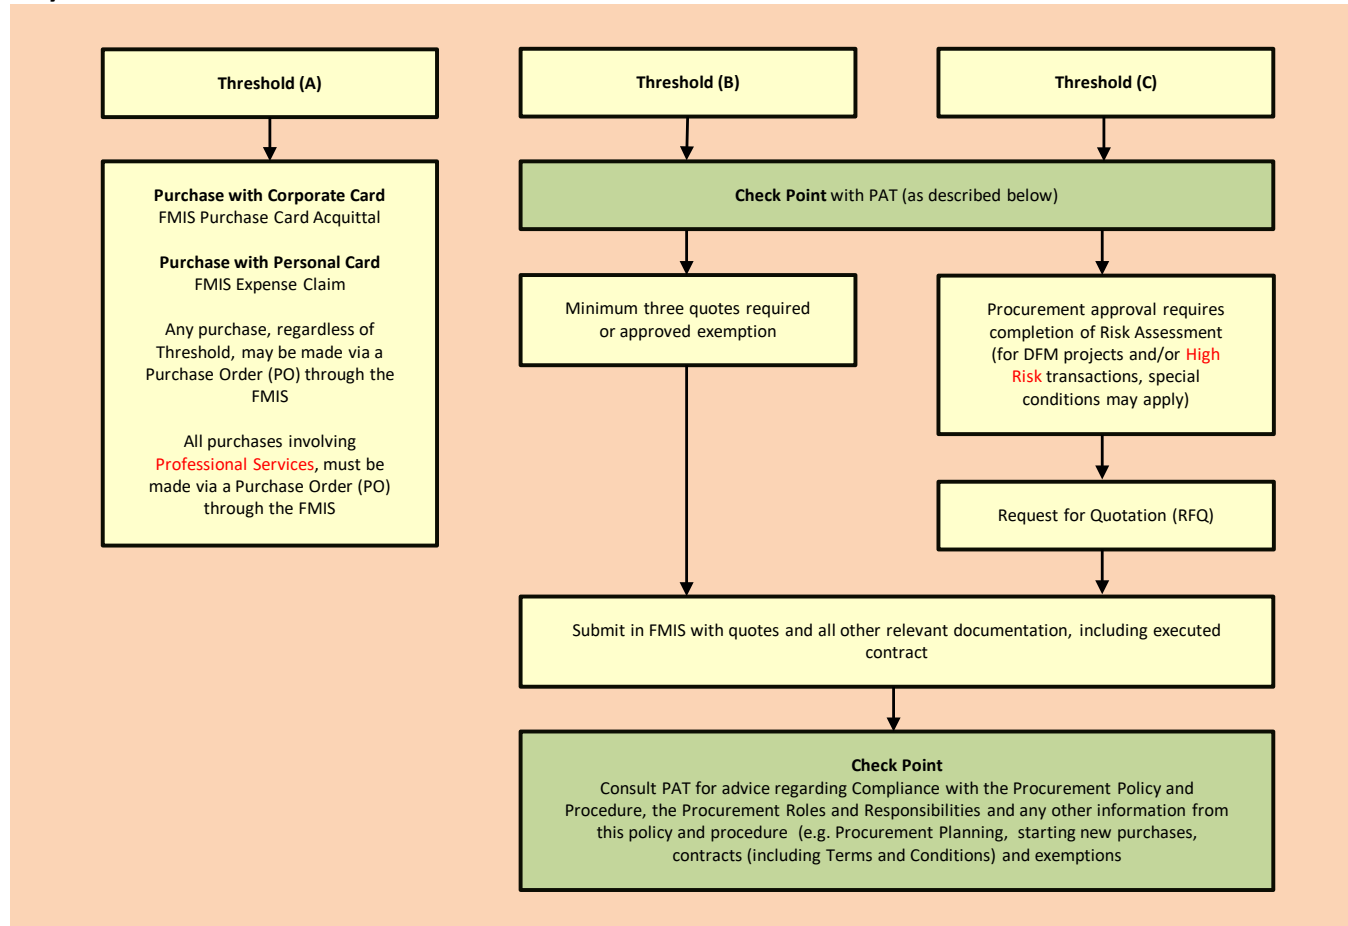 Threshold (A)
Threshold (B)
Threshold (C)
Purchase with Corporate Card
FMIS Purchase Card Acquittal
Purchase with Personal Card
FMIS Expense Claim
Any purchase, regardless of
Threshold, may be made via a
Purchase Order (PO) through the
FMIS
All purchases involving
Professional Services, must be
made via a Purchase Order (PO)
through the FMIS
Check Point with PAT (as described below)
Minimum three quotes required
or approved exemption
Procurement approval requires
completion of Risk Assessment
(for DFM projects and/or High
Risk transactions, special
conditions may apply)
Request for Quotation (RFQ)
Submit in FMIS with quotes and all other relevant documentation, including executed
contract
Check Point
Consult PAT for advice regarding Compliance with the Procurement Policy and
Procedure, the Procurement Roles and Responsibilities and any other information from
this policy and procedure (e.g. Procurement Planning, starting new purchases,
contracts (including Terms and Conditions) and exemptions